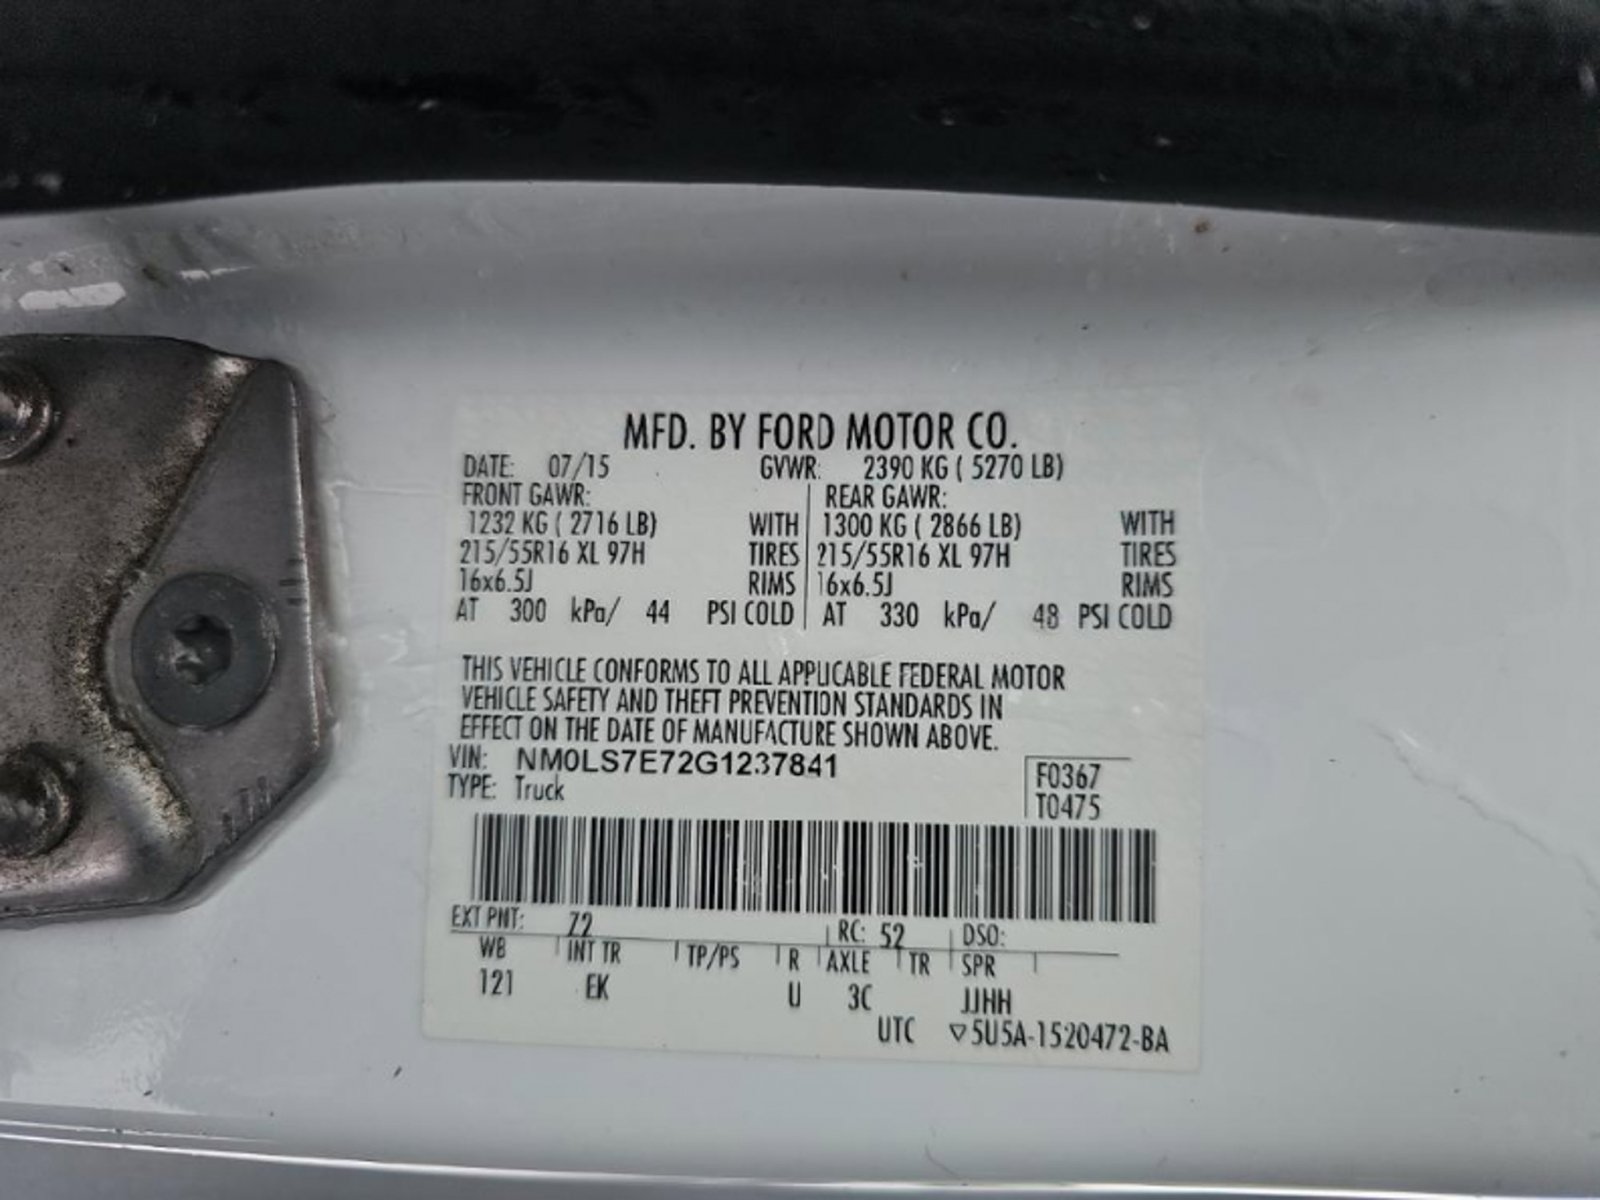 MFD. BY FORD MOTOR CO.
DATE: 07/15 GVWR: 2390 KG ( 5270 LB)
FRONT GAWR: REAR GAWR:
1232 KG ( 2716 LB) WITH 1300 KG ( 2866 LB) WITH
215/55R16 XL 97H TIRES 215/55R16 XL 97H TIRES
16x6.5J RIMS 16x6.5J RIMS
AT 300 kPa/ 44 PSI COLD AT 330 kPa/ 48 PSI COLD
THIS VEHICLE CONFORMS TO ALL APPLICABLE FEDERAL MOTOR
VEHICLE SAFETY AND THEFT PREVENTION STANDARDS IN
EFFECT ON THE DATE OF MANUFACTURE SHOWN ABOVE.
VIN: NM0LS7E72G1237841
F0367
TYPE: Truck
T0475
EXT PNT: Z2 RC: 52 DSO:
WB INT TR TP/PS R AXLE TR SPR
121 EK U 3C JJHH
UTC ▽5U5A-1520472-BA